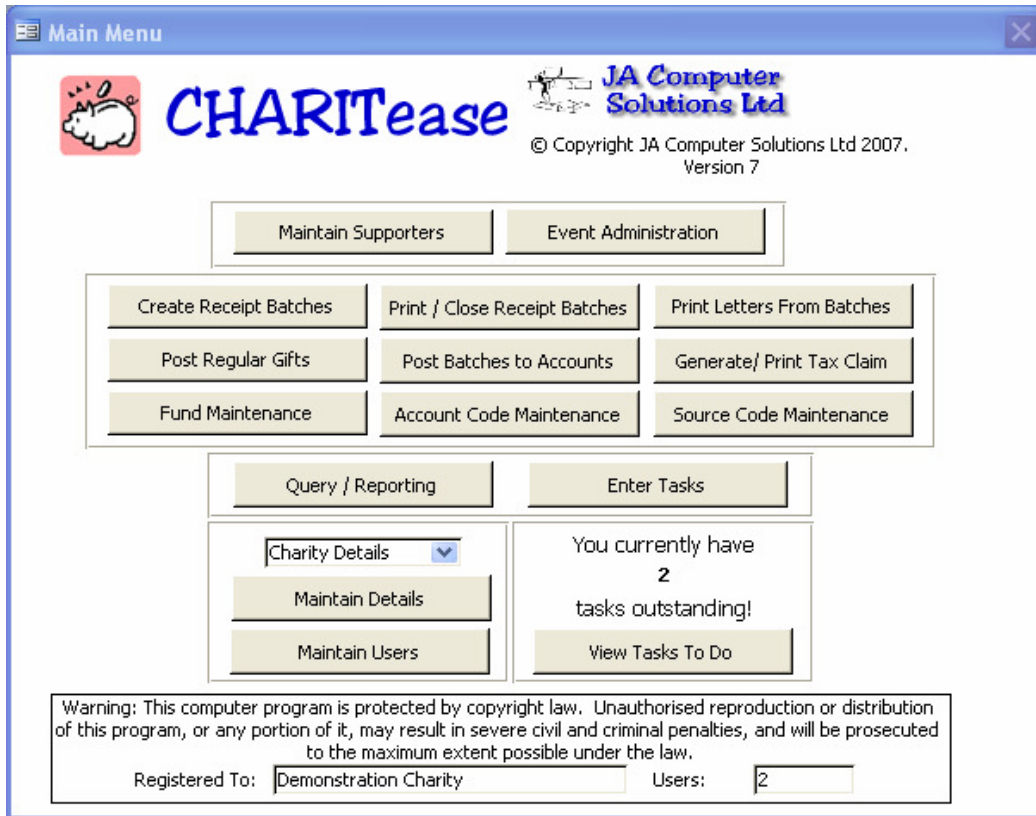 Main Menu
CHARITease
JA Computer
Solutions Ltd
© Copyright JA Computer Solutions Ltd 2007.
Version 7
Maintain Supporters
Event Administration
Create Receipt Batches
Print / Close Receipt Batches
Print Letters From Batches
Post Regular Gifts
Post Batches to Accounts
Generate/ Print Tax Claim
Fund Maintenance
Account Code Maintenance
Source Code Maintenance
Query / Reporting
Enter Tasks
Charity Details
Maintain Details
Maintain Users
You currently have
2
tasks outstanding!
View Tasks To Do
Warning: This computer program is protected by copyright law.  Unauthorised reproduction or distribution
of this program, or any portion of it, may result in severe civil and criminal penalties, and will be prosecuted
to the maximum extent possible under the law.
Registered To: Demonstration Charity Users: 2